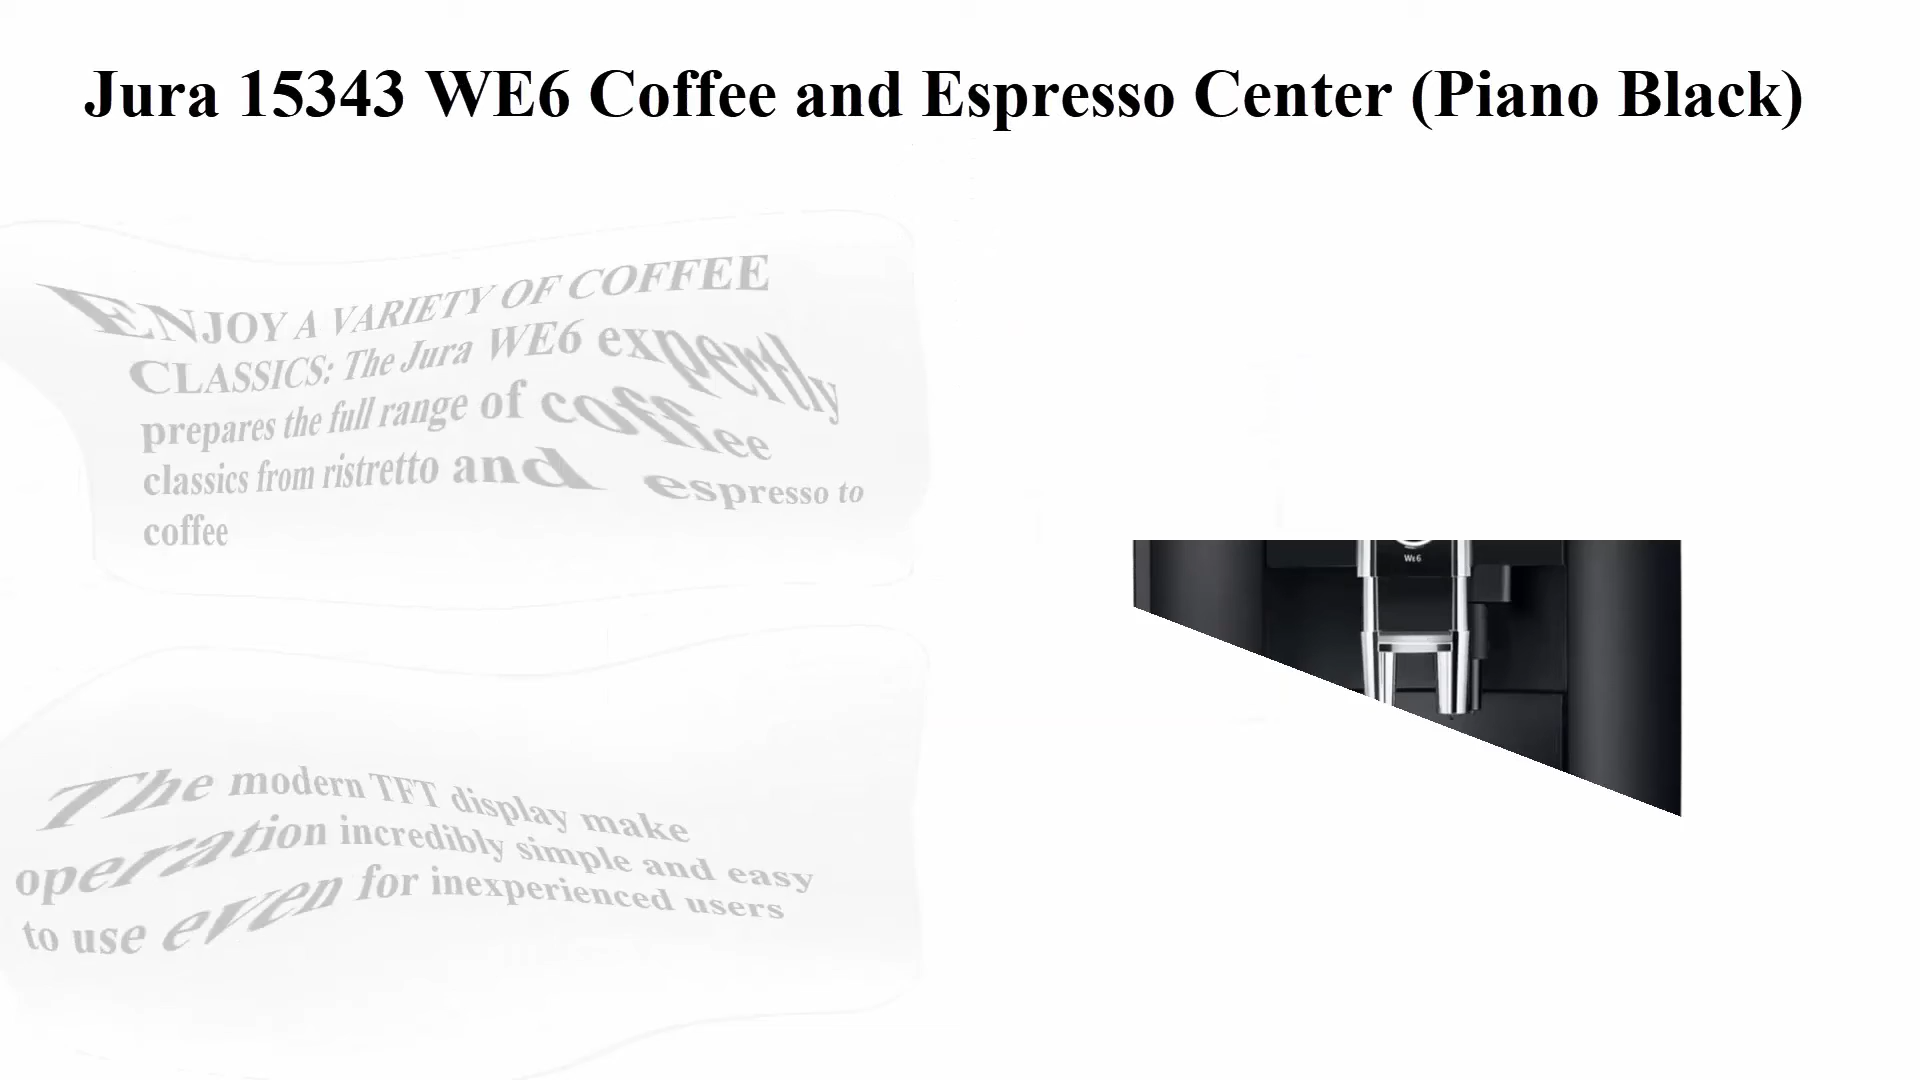 Jura 15343 WE6 Coffee and Espresso Center (Piano Black)
ENJOY A VARIETY OF COFFEE
CLASSICS: The Jura WE6 expertly
prepares the full range of coffee
classics from ristretto and espresso to
coffee
The modern TFT display make
operation incredibly simple and easy
to use even for inexperienced users
WE6